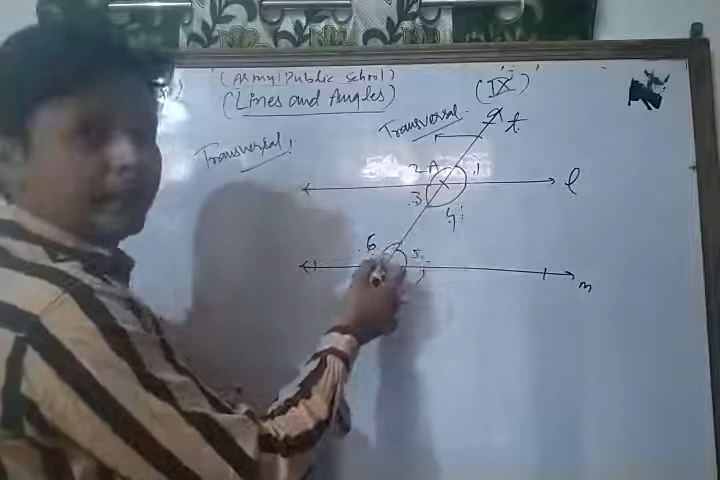 (Army Public School)
(Lines and Angles)
(IX)
Transversal
Transversal
t
2 A 1
l
3
4
6 5
m